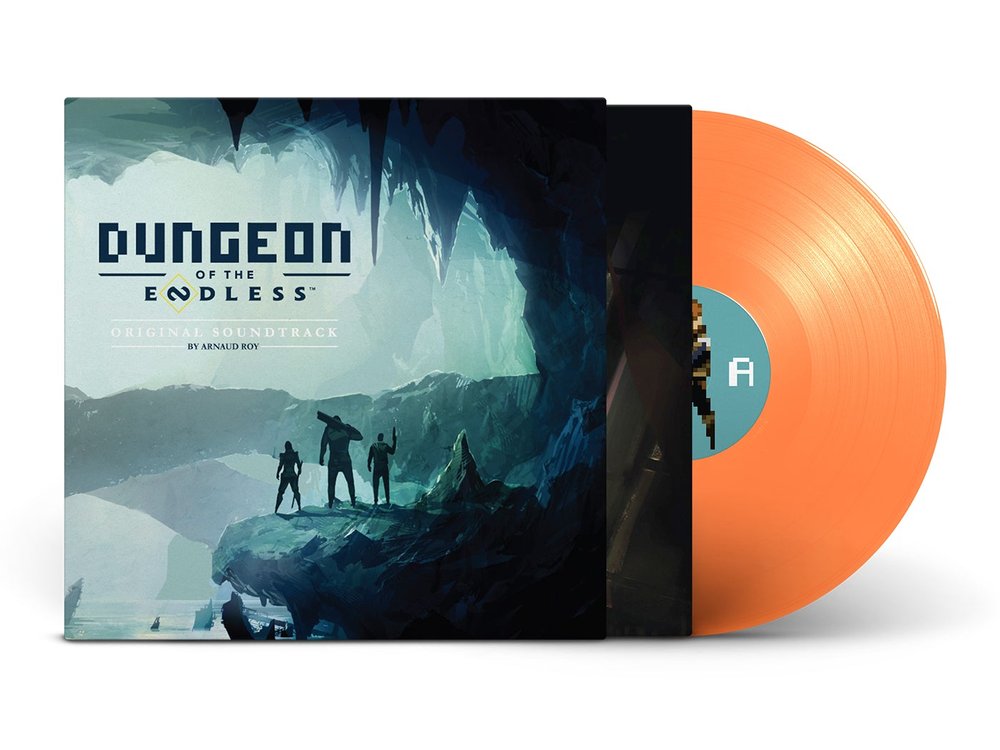 DUNGEON
OF THE
ENDLESS™
ORIGINAL SOUNDTRACK
BY ARNAUD ROY
A